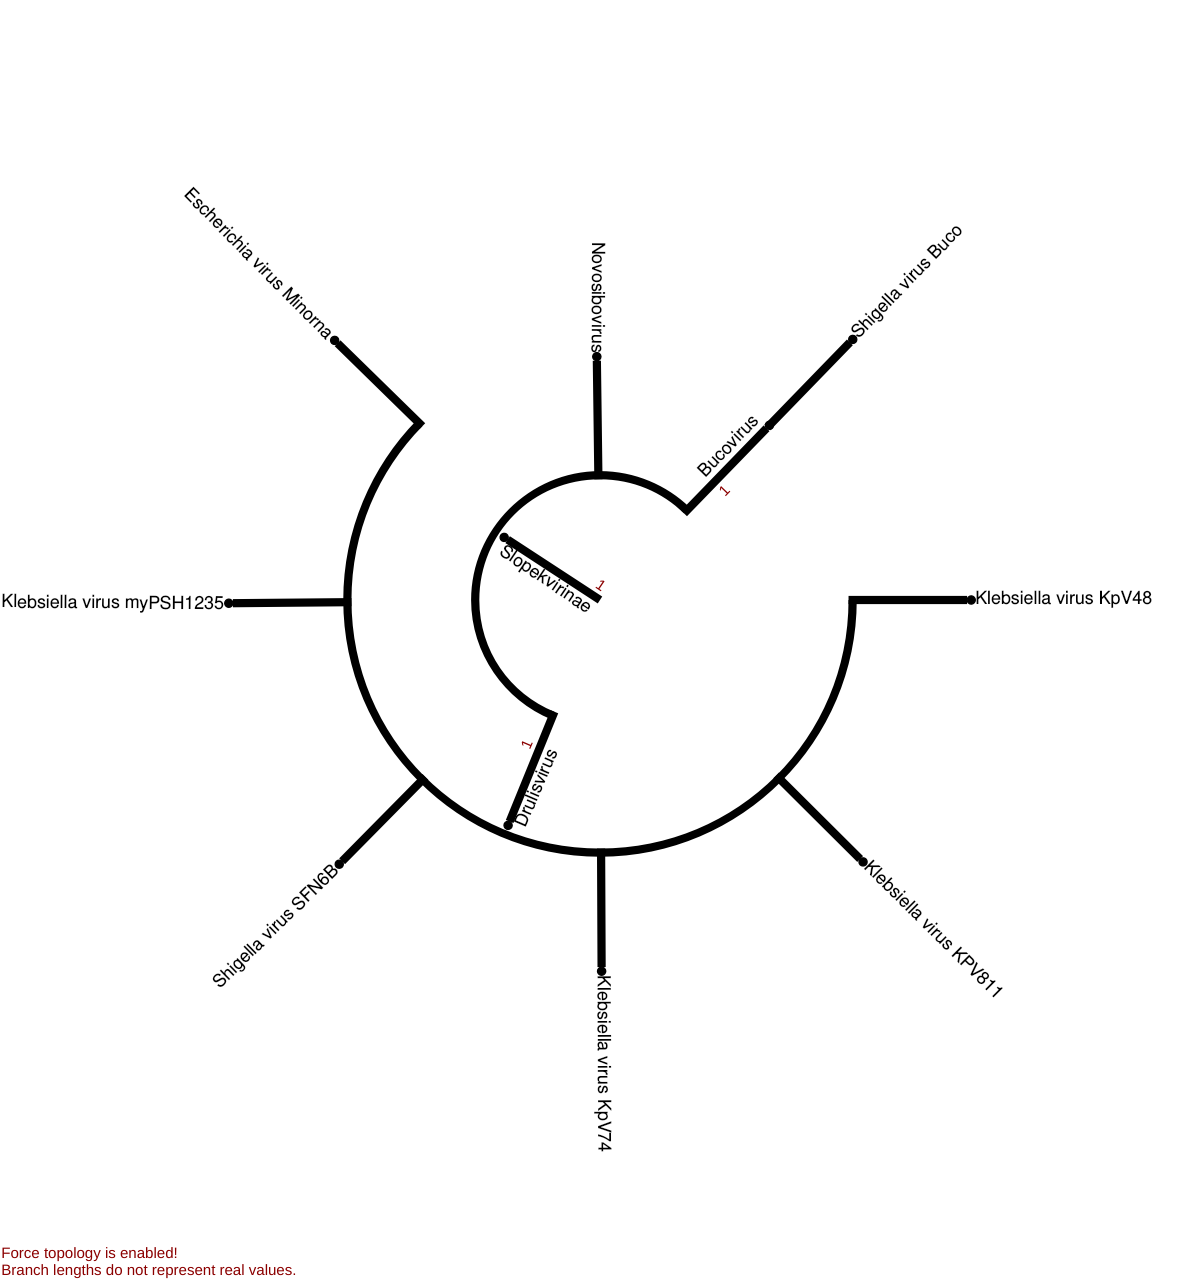 Escherichia virus Minorna
Novosibovirus
Shigella virus Buco
Bucovirus
1
Slopekvirinae
1
Klebsiella virus myPSH1235
Klebsiella virus KpV48
1
Drulisvirus
Shigella virus SFN6B
Klebsiella virus KPV811
Klebsiella virus KpV74
Force topology is enabled!
Branch lengths do not represent real values.